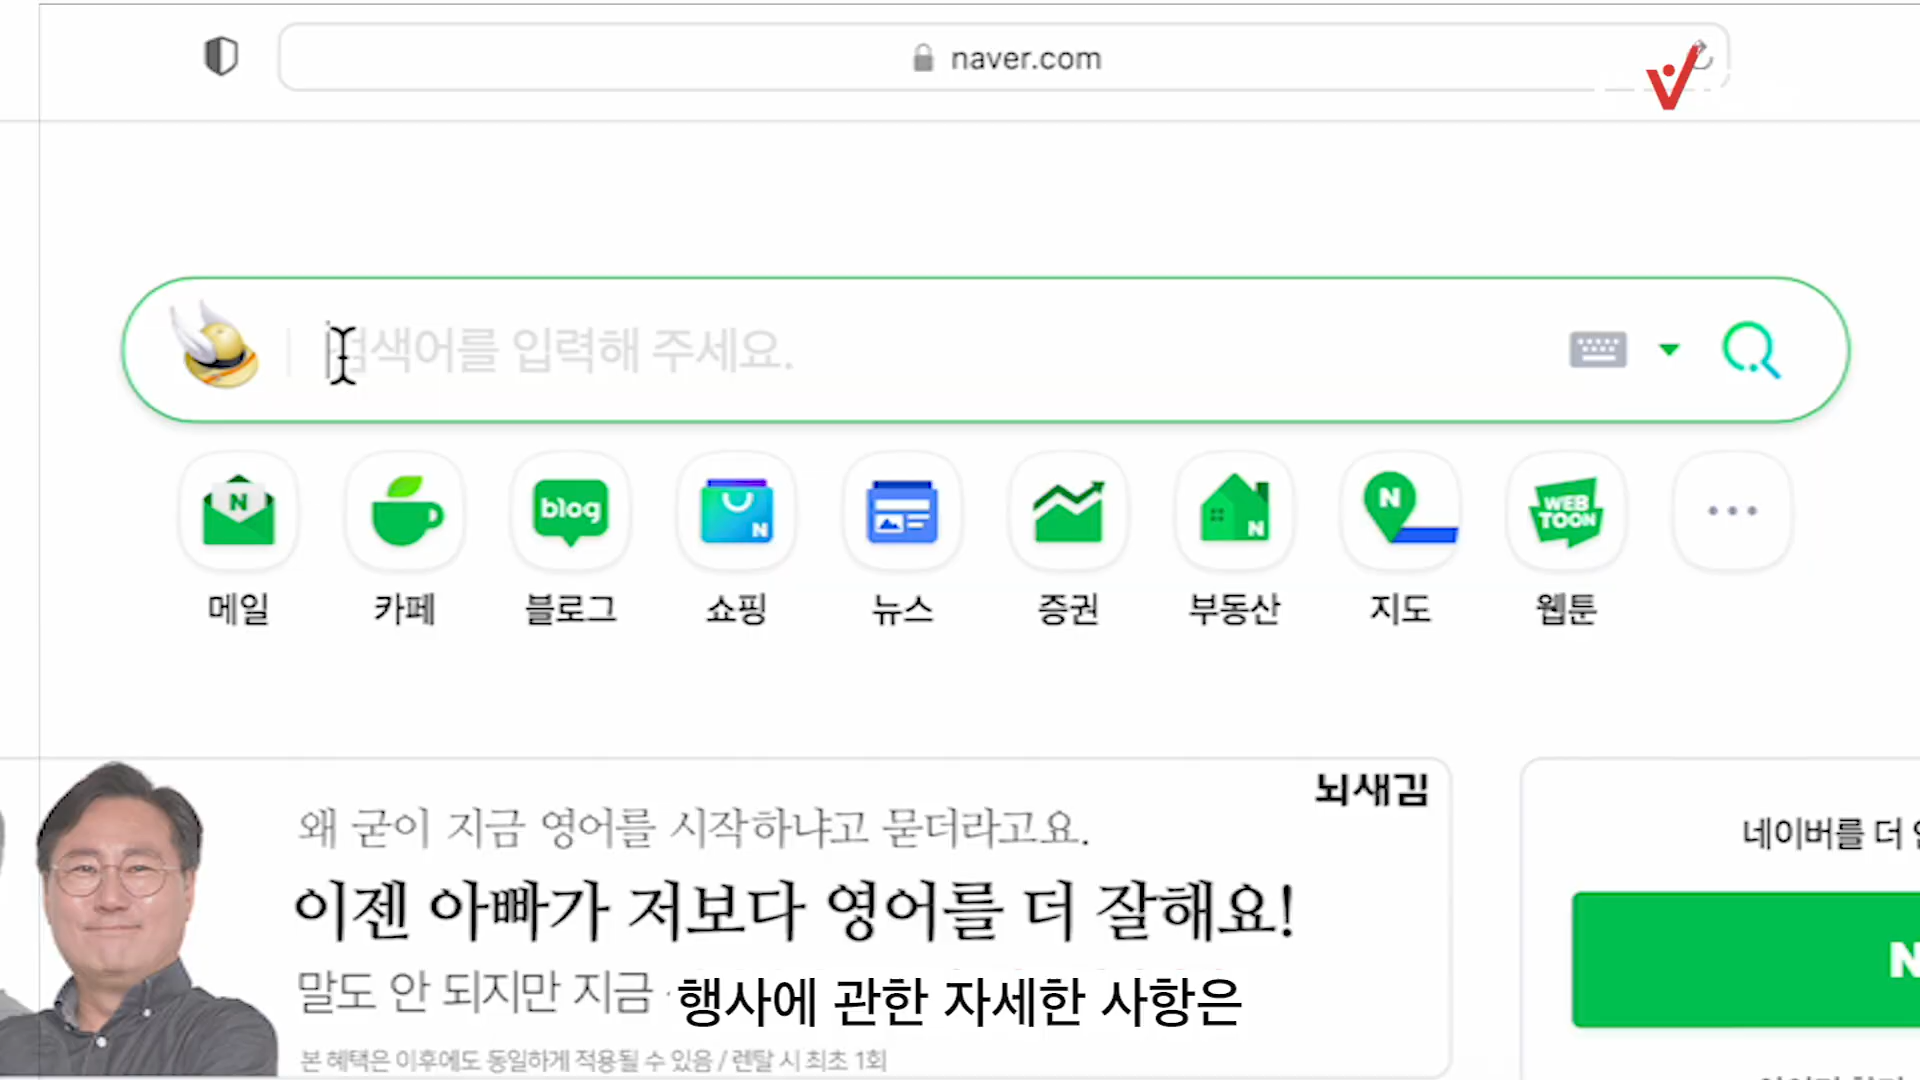 naver.com
검색어를 입력해 주세요.
N
blog
N
N
N
WEB
TOON
메일
카페
블로그
쇼핑
뉴스
증권
부동산
지도
웹툰
뇌새김
왜 굳이 지금 영어를 시작하냐고 묻더라고요.
이젠 아빠가 저보다 영어를 더 잘해요!
말도 안 되지만 지금
본 혜택은 이후에도 동일하게 적용될 수 있음 / 렌탈 시 최초 1회
네이버를 더
N
행사에 관한 자세한 사항은